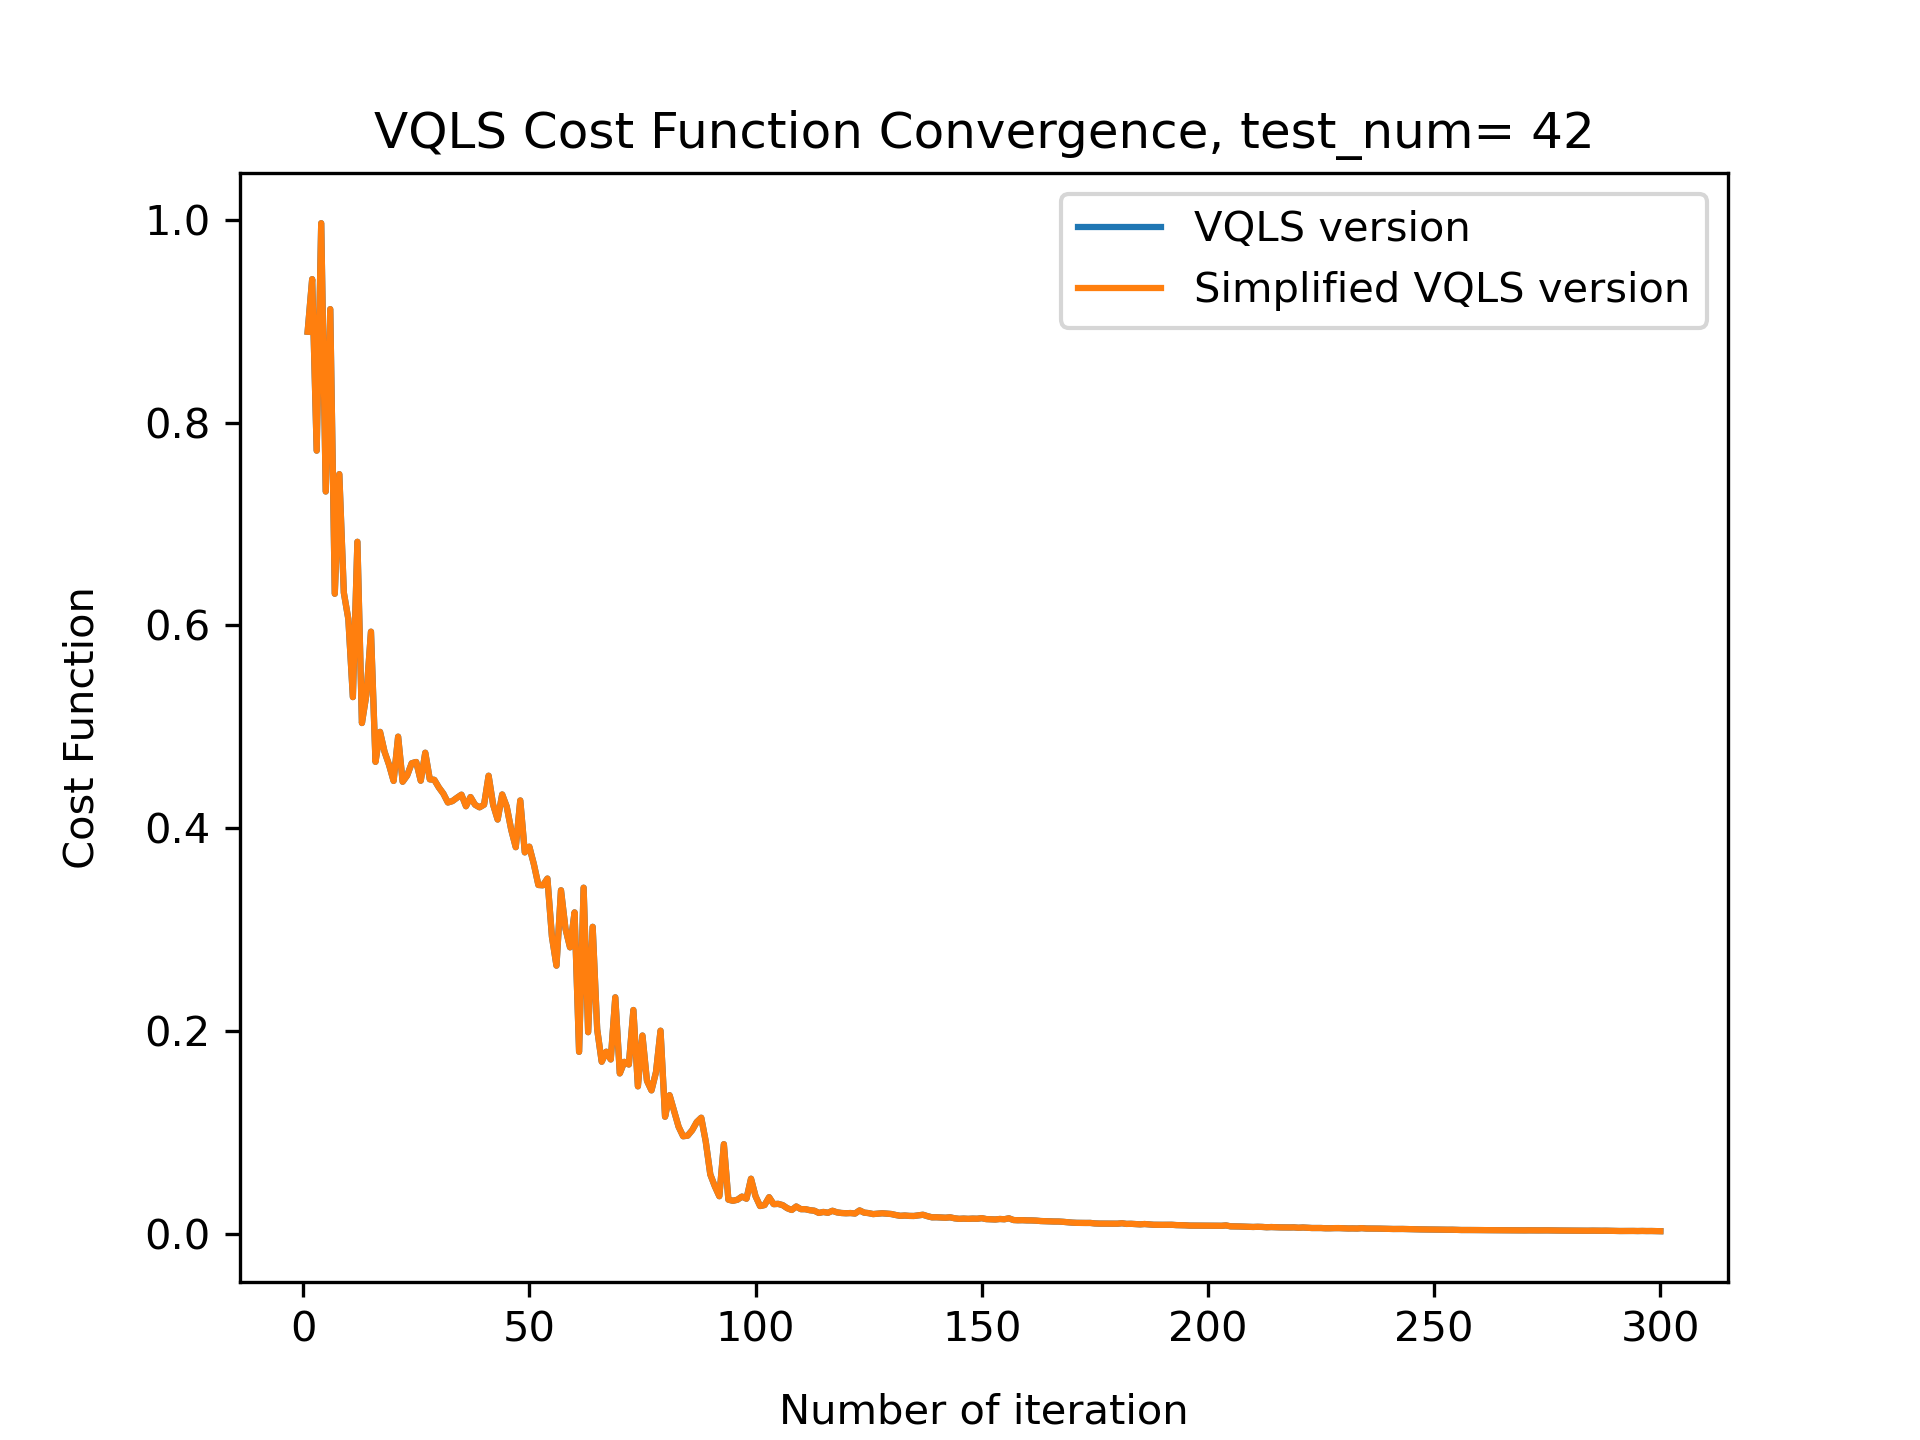 VQLS Cost Function Convergence, test_num= 42
VQLS version
Simplified VQLS version
1.0
0.8
0.6
0.4
0.2
0.0
Cost Function
0 50 100 150 200 250 300
Number of iteration